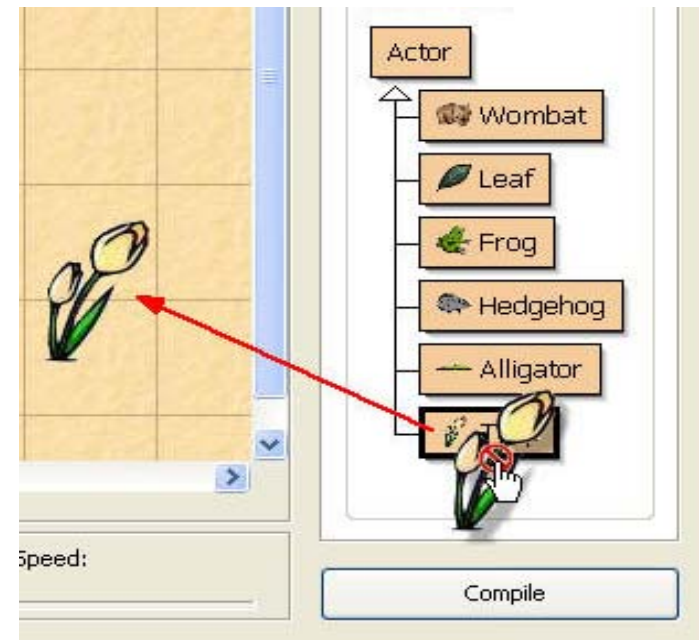 Actor
Wombat
Leaf
Frog
Hedgehog
Alligator
Speed:
Compile